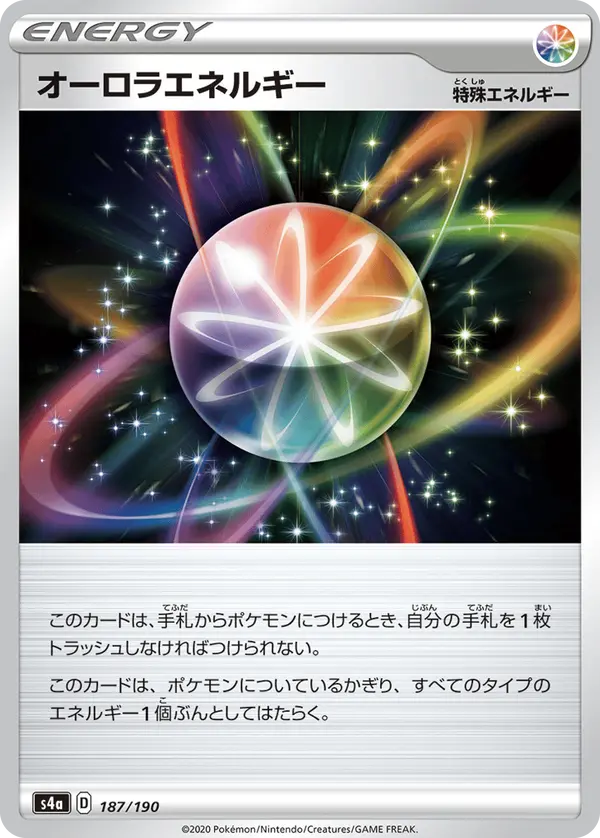 ENERGY
オーロラエネルギー
とくしゅ
特殊エネルギー
てふだ じぶん てふだ まい
このカードは、手札からポケモンにつけるとき、自分の手札を1枚
トラッシュしなければつけられない。
このカードは、ポケモンについているかぎり、すべてのタイプの
こ
エネルギー1個ぶんとしてはたらく。
s4a D 187/190
©2020 Pokémon/Nintendo/Creatures/GAME FREAK.